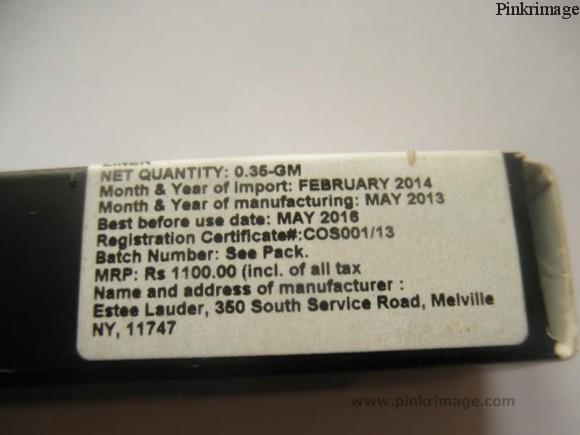 Pinkrimage
LINER
NET QUANTITY: 0.35-GM
Month & Year of import: FEBRUARY 2014
Month & Year of manufacturing: MAY 2013
Best before use date: MAY 2016
Registration Certificate#:COS001/13
Batch Number: See Pack.
MRP: Rs 1100.00 (incl. of all tax
Name and address of manufacturer :
Estee Lauder, 350 South Service Road, Melville
NY, 11747
www.pinkrimage.com